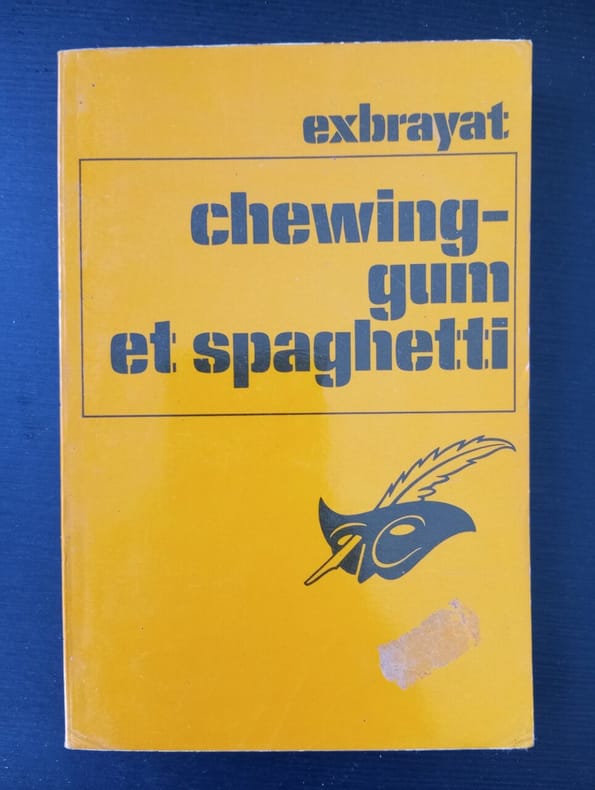 exbrayat
chewing-
gum
et spaghetti